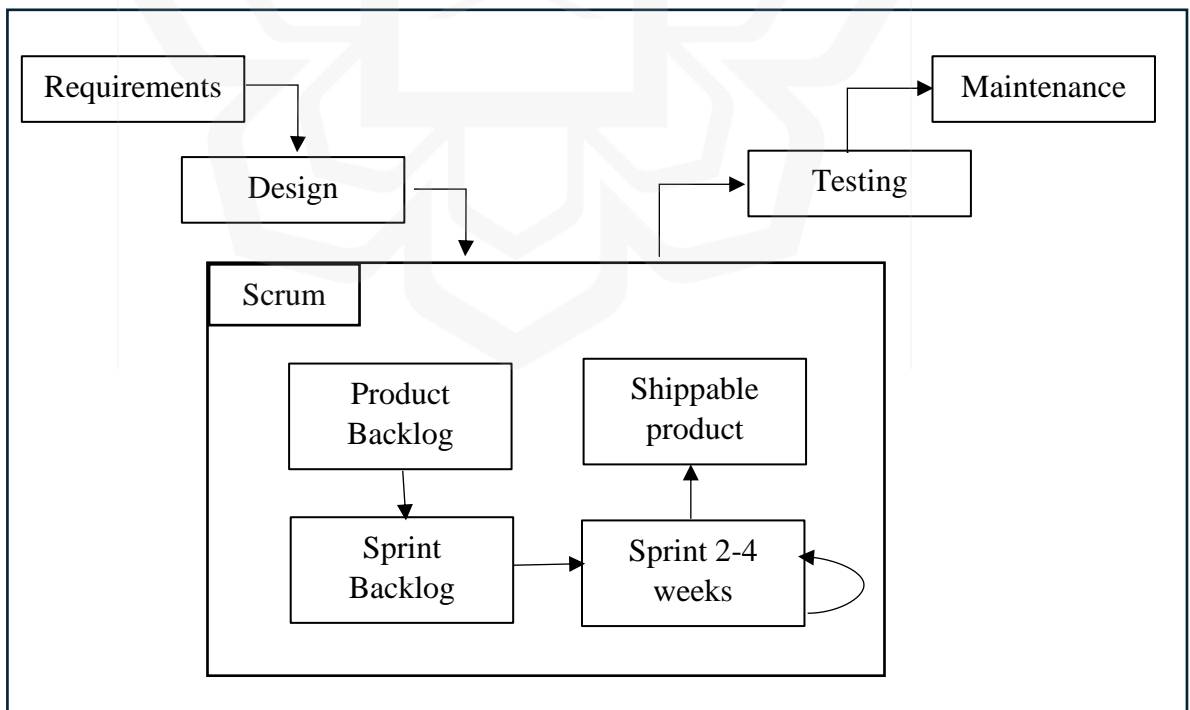 Requirements
Maintenance
Design
Testing
Scrum
Product
Backlog
Shippable
product
Sprint
Backlog
Sprint 2-4
weeks